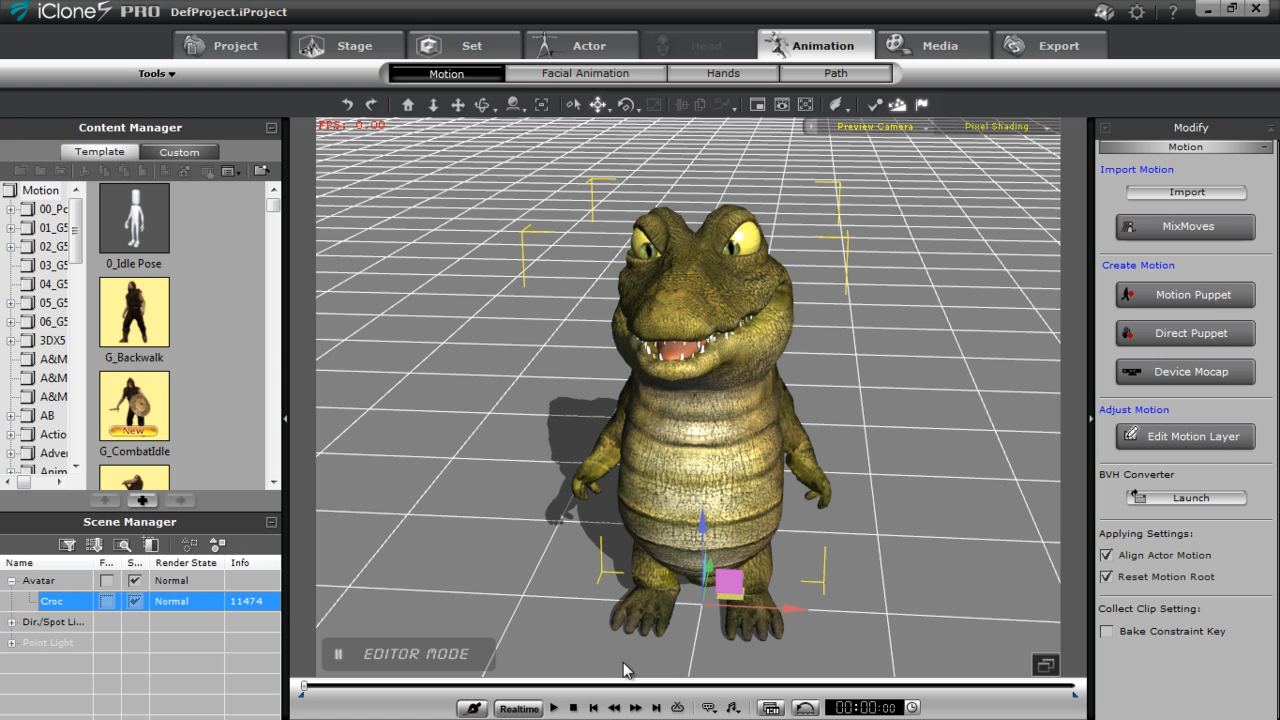 iClone5 PRO DefProject.iProject
Project Stage Set Actor Head Animation Media Export
Tools Motion Facial Animation Hands Path
Content Manager
Template Custom
Motion
00_Pc
01_G5
02_G5
03_G5
04_G5
05_G5
06_G5
3DX5
A&M
A&M
A&M
AB
Actio
Adver
Anim
0_Idle Pose
G_Backwalk
New
G_CombatIdle
Scene Manager
Name F... S... Render State Info
Avatar Normal
Croc Normal 11474
Dir./Spot Li...
Point Light
FPS: 0.00
Preview Camera Pixel Shading
EDITOR MODE
Realtime 00:00:00
Modify
Motion
Import Motion
Import
MixMoves
Create Motion
Motion Puppet
Direct Puppet
Device Mocap
Adjust Motion
Edit Motion Layer
BVH Converter
Launch
Applying Settings:
Align Actor Motion
Reset Motion Root
Collect Clip Setting:
Bake Constraint Key